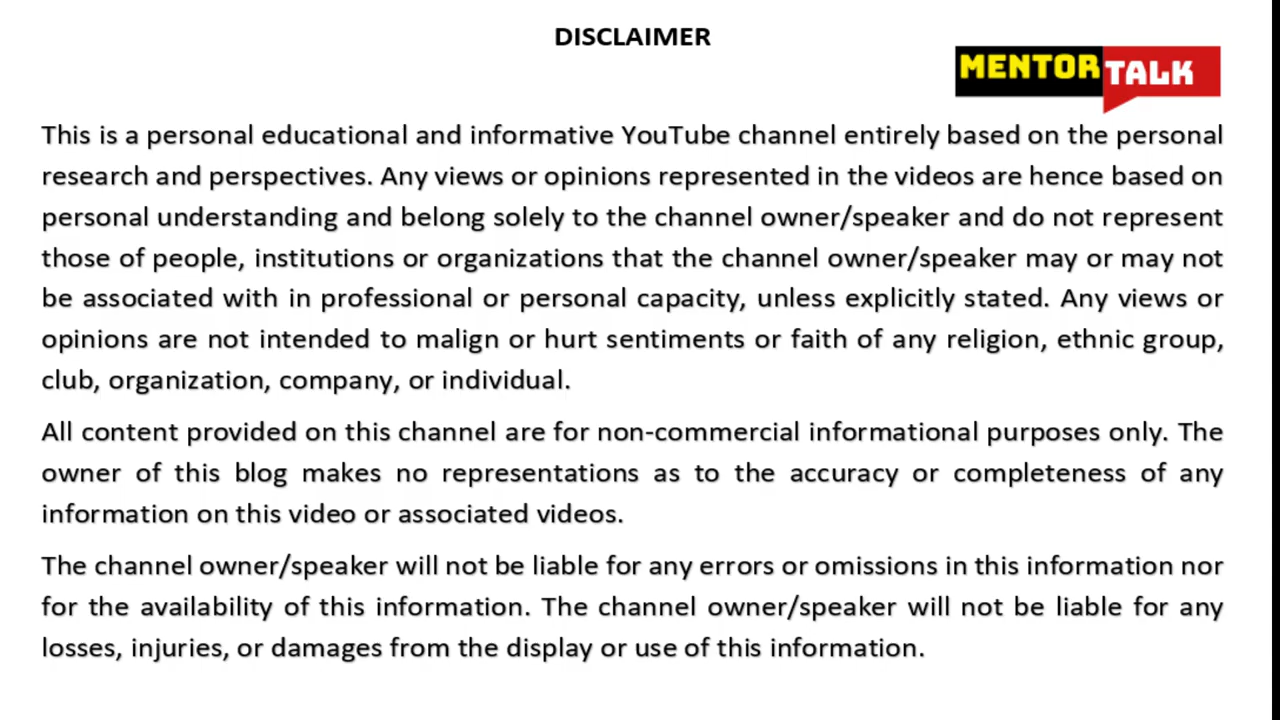 DISCLAIMER
MENTOR TALK
This is a personal educational and informative YouTube channel entirely based on the personal
research and perspectives. Any views or opinions represented in the videos are hence based on
personal understanding and belong solely to the channel owner/speaker and do not represent
those of people, institutions or organizations that the channel owner/speaker may or may not
be associated with in professional or personal capacity, unless explicitly stated. Any views or
opinions are not intended to malign or hurt sentiments or faith of any religion, ethnic group,
club, organization, company, or individual.
All content provided on this channel are for non-commercial informational purposes only. The
owner of this blog makes no representations as to the accuracy or completeness of any
information on this video or associated videos.
The channel owner/speaker will not be liable for any errors or omissions in this information nor
for the availability of this information. The channel owner/speaker will not be liable for any
losses, injuries, or damages from the display or use of this information.